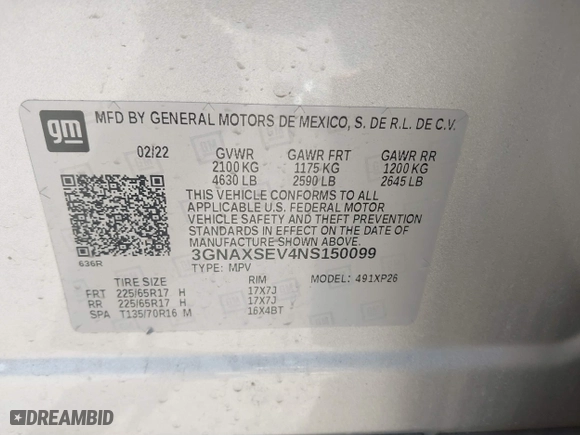 gm MFD BY GENERAL MOTORS DE MEXICO, S. DE R.L. DE C.V.
02/22 GVWR GAWR FRT GAWR RR
2100 KG 1175 KG 1200 KG
4630 LB 2590 LB 2645 LB
THIS VEHICLE CONFORMS TO ALL
APPLICABLE U.S. FEDERAL MOTOR
VEHICLE SAFETY AND THEFT PREVENTION
STANDARDS IN EFFECT ON THE DATE OF
MANUFACTURE SHOWN ABOVE.
3GNAXSEV4NS150099
636R
TYPE: MPV MODEL: 491XP26
TIRE SIZE RIM
FRT 225/65R17 H 17X7J
RR 225/65R17 H 17X7J
SPA T135/70R16 M 16X4BT
DREAMBID